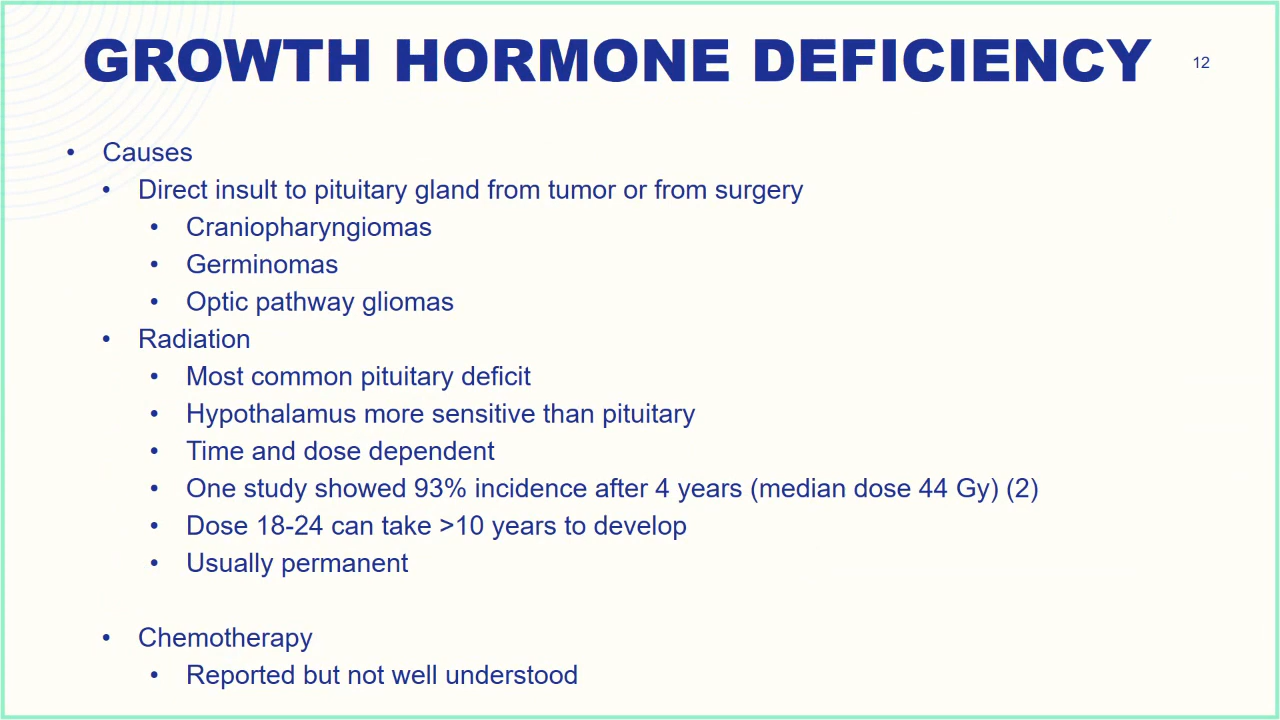 GROWTH HORMONE DEFICIENCY
12
• Causes
• Direct insult to pituitary gland from tumor or from surgery
• Craniopharyngiomas
• Germinomas
• Optic pathway gliomas
• Radiation
• Most common pituitary deficit
• Hypothalamus more sensitive than pituitary
• Time and dose dependent
• One study showed 93% incidence after 4 years (median dose 44 Gy) (2)
• Dose 18-24 can take >10 years to develop
• Usually permanent
• Chemotherapy
• Reported but not well understood